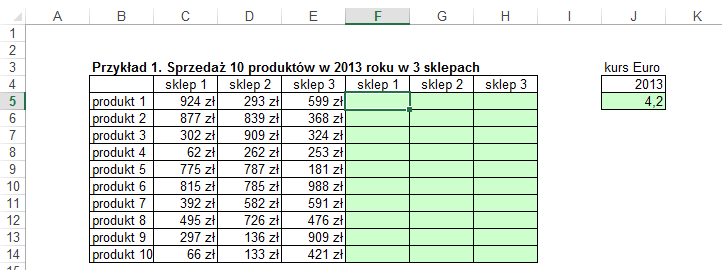 A B C D E F G H I J K
1
2
3 Przykład 1. Sprzedaż 10 produktów w 2013 roku w 3 sklepach kurs Euro
4 sklep 1 sklep 2 sklep 3 sklep 1 sklep 2 sklep 3 2013
5 produkt 1 924 zł 293 zł 599 zł 4,2
6 produkt 2 877 zł 839 zł 368 zł
7 produkt 3 302 zł 909 zł 324 zł
8 produkt 4 62 zł 262 zł 253 zł
9 produkt 5 775 zł 787 zł 181 zł
10 produkt 6 815 zł 785 zł 988 zł
11 produkt 7 392 zł 582 zł 591 zł
12 produkt 8 495 zł 726 zł 476 zł
13 produkt 9 297 zł 136 zł 909 zł
14 produkt 10 66 zł 133 zł 421 zł